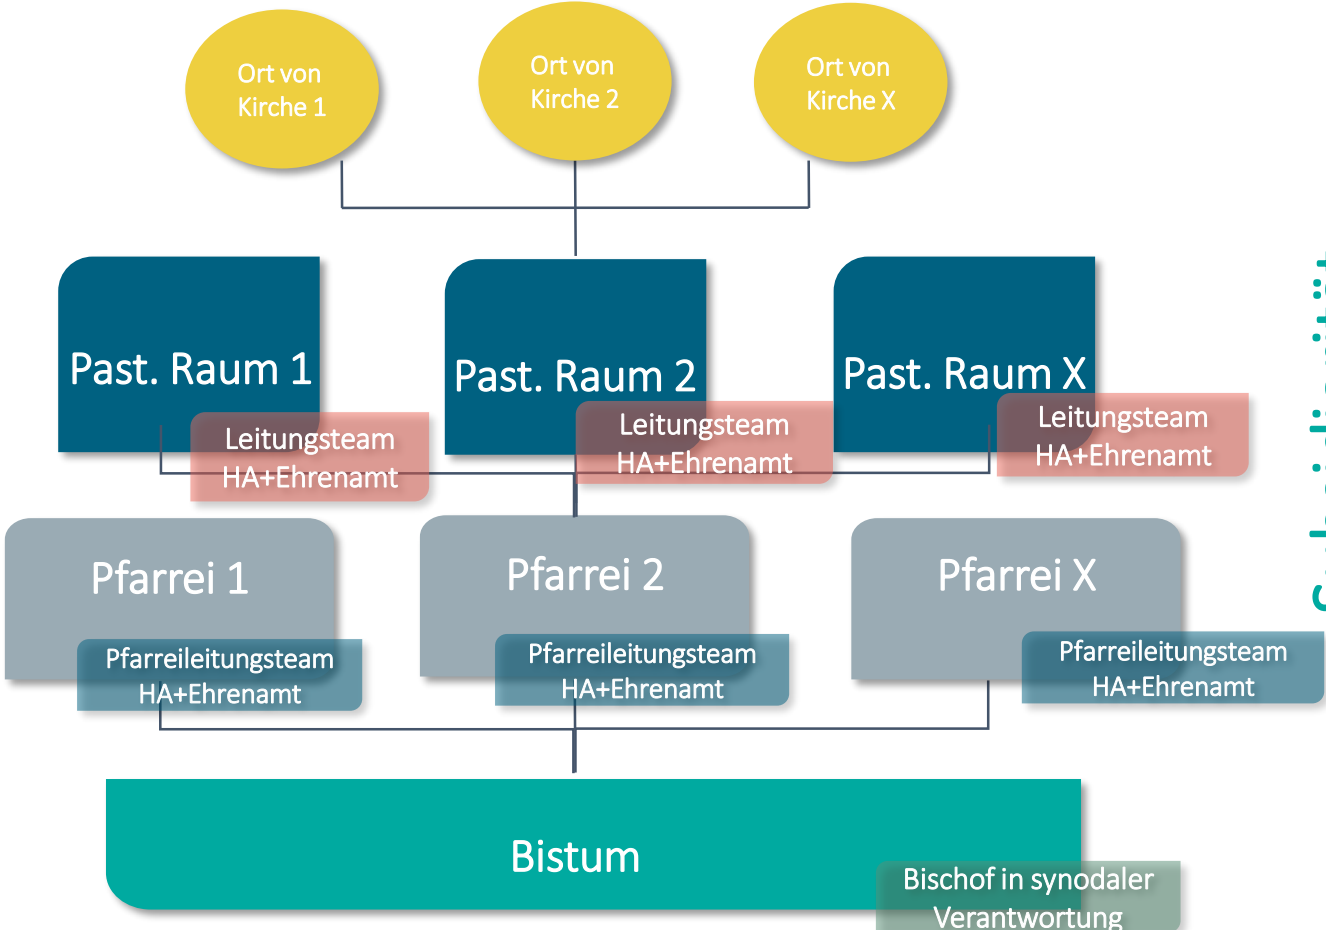 Ort von
Kirche 1
Ort von
Kirche 2
Ort von
Kirche X
Past. Raum 1
Past. Raum 2
Past. Raum X
Leitungsteam
HA+Ehrenamt
Leitungsteam
HA+Ehrenamt
Leitungsteam
HA+Ehrenamt
Pfarrei 1
Pfarrei 2
Pfarrei X
Pfarreileitungsteam
HA+Ehrenamt
Pfarreileitungsteam
HA+Ehrenamt
Pfarreileitungsteam
HA+Ehrenamt
Bistum
Bischof in synodaler
Verantwortung